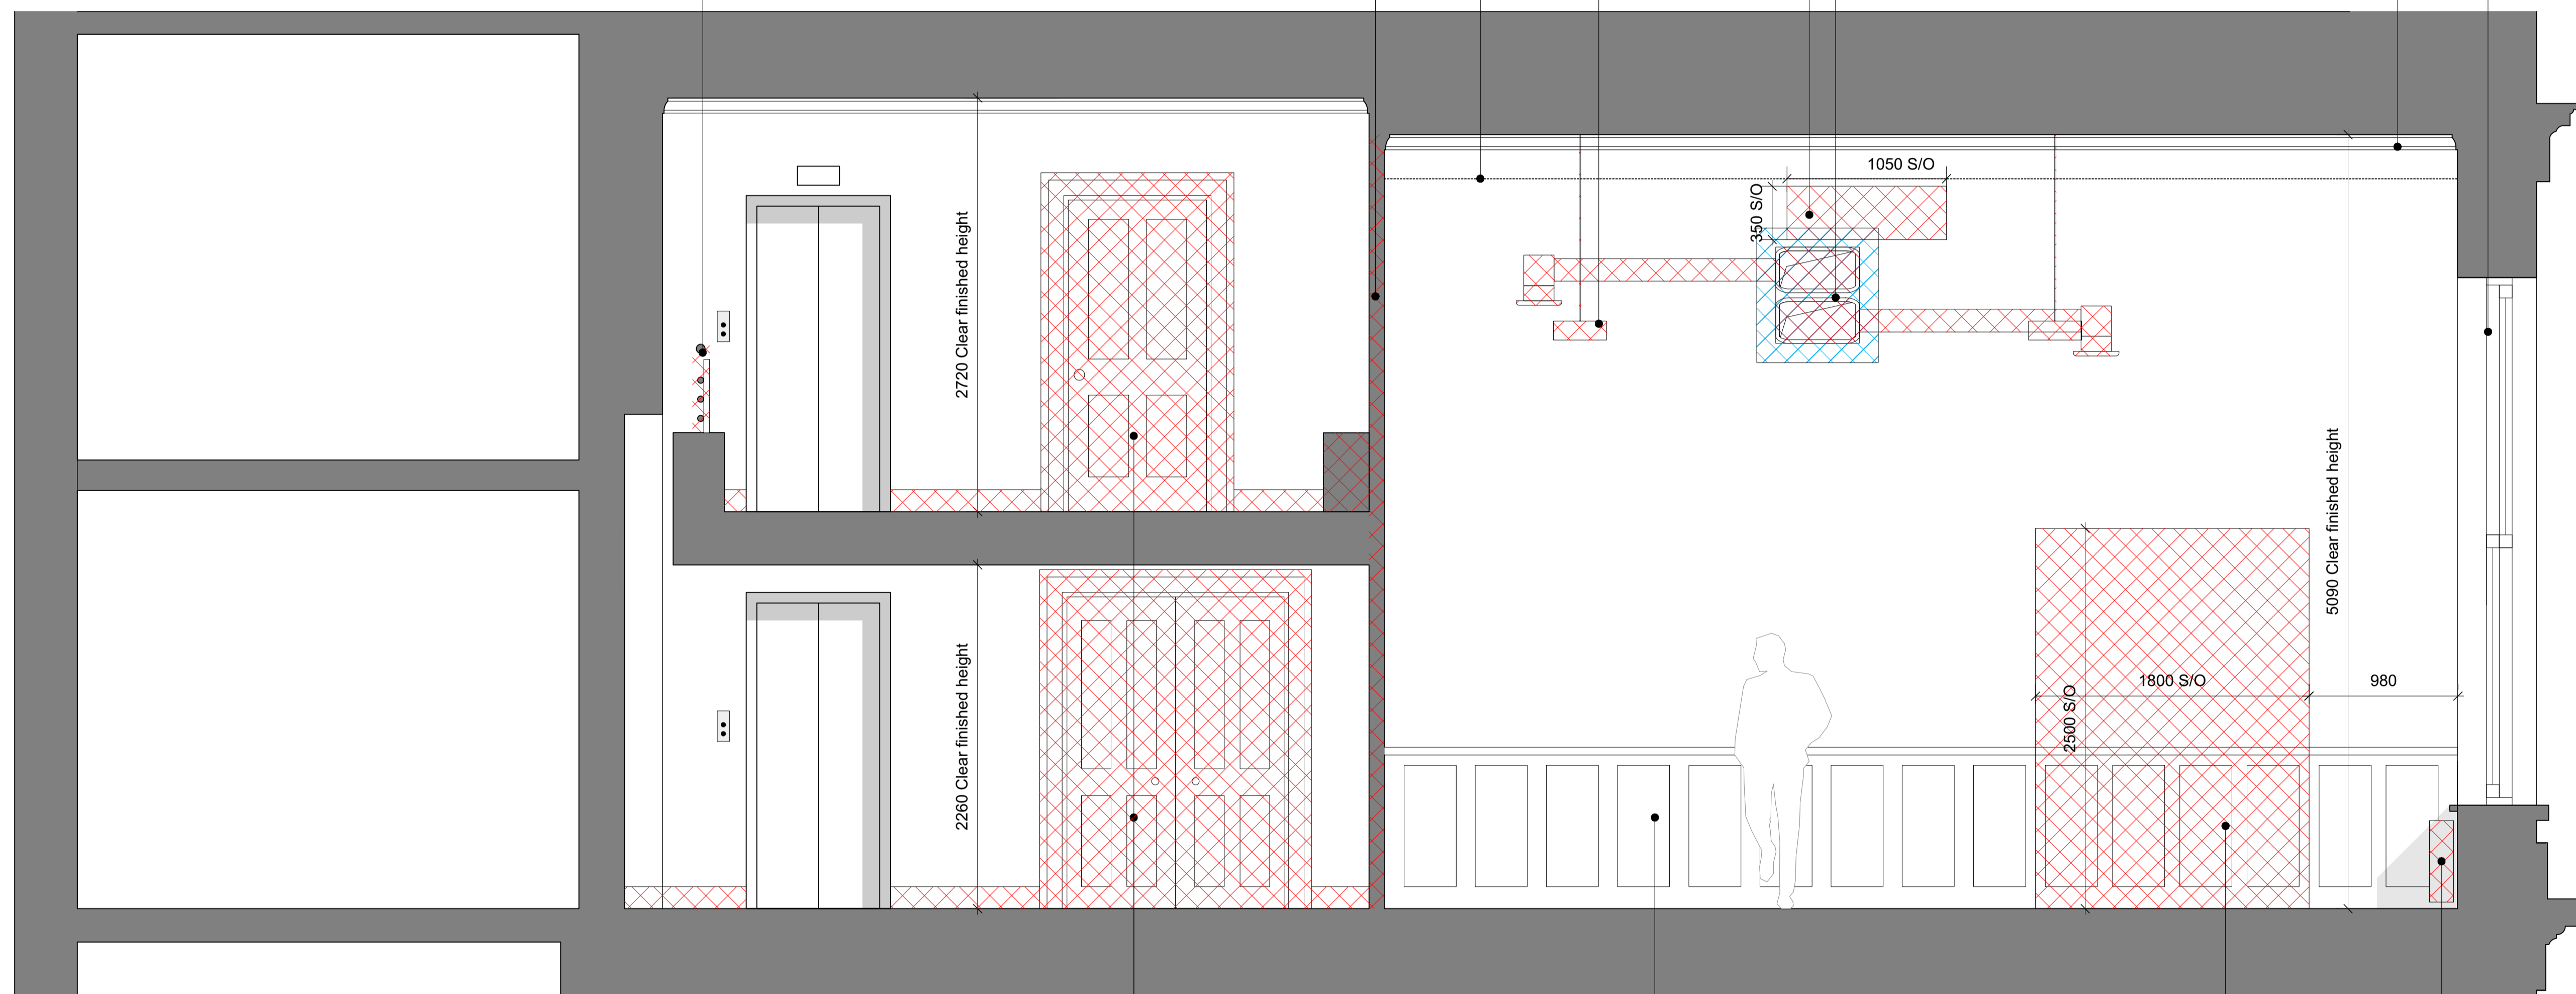 1050 S/O
350 S/O
2720 Clear finished height
5090 Clear finished height
2260 Clear finished height
1800 S/O
980
2500 S/O